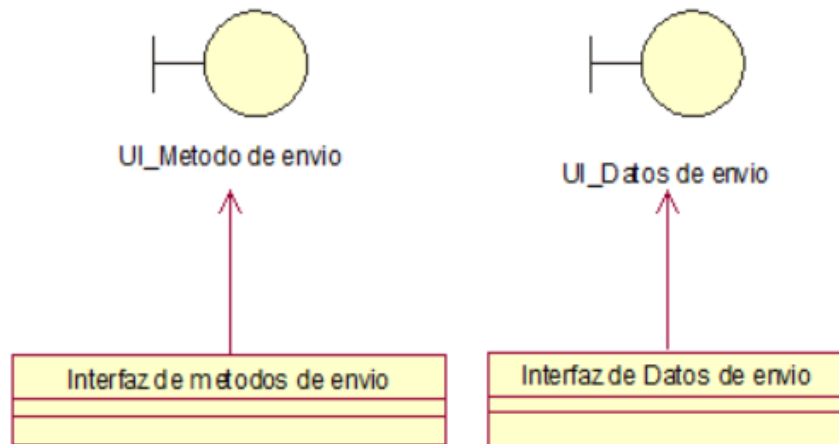 UI_Metodo de envio
UI_Datos de envio
Interfaz de metodos de envio
Interfaz de Datos de envio